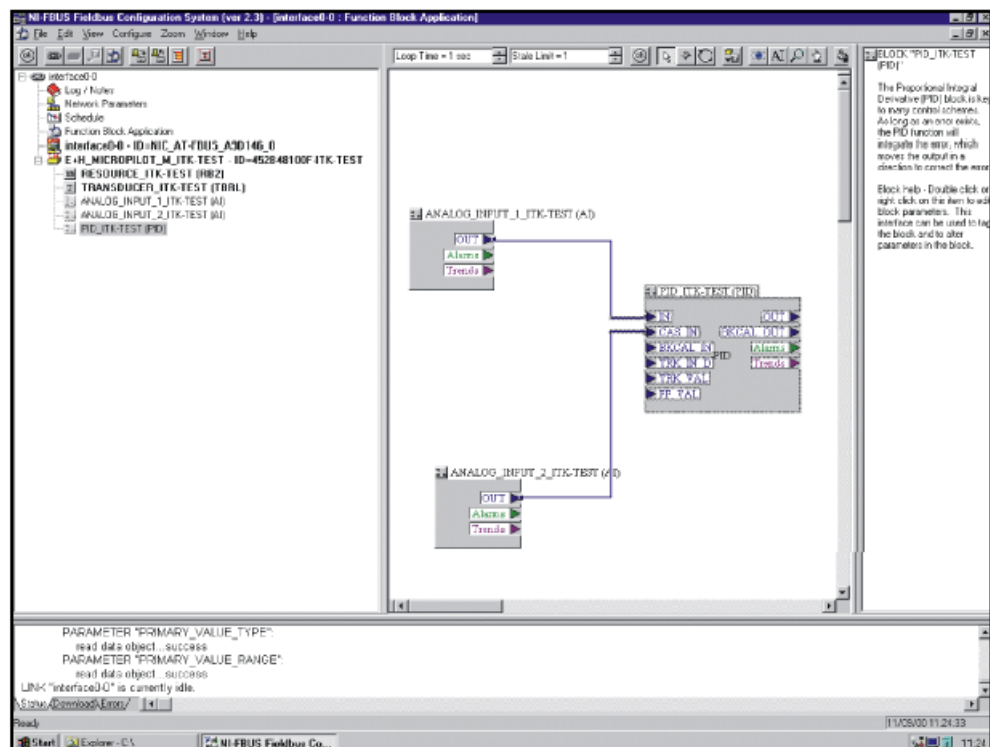 NI-FBUS Fieldbus Configuration System (ver 2.3) - [interface0-0 : Function Block Application]
File Edit View Configure Zoom Window Help
Loop Time = 1 sec
Stale Limit = 1
interface0-0
Log / Notes
Network Parameters
Schedule
Function Block Application
interface0-0 - ID=NIC_AT-FBUS_A9D146_0
E+H_MICROPILOT_M_ITK-TEST - ID=452848100F-ITK-TEST
RESOURCE_ITK-TEST (RB2)
TRANSDUCER_ITK-TEST (TBRL)
ANALOG_INPUT_1_ITK-TEST (AI)
ANALOG_INPUT_2_ITK-TEST (AI)
PID_ITK-TEST (PID)
ANALOG_INPUT_1_ITK-TEST (AI)
OUT
Alarms
Trends
PID_ITK-TEST (PID)
IN
CAS_IN
BKCAL_IN
TRK_IN_D
TRK_VAL
FF_VAL
PID
OUT
BKCAL_OUT
Alarms
Trends
ANALOG_INPUT_2_ITK-TEST (AI)
OUT
Alarms
Trends
BLOCK "PID_ITK-TEST
(PID)"
The Proportional Integral
Derivative (PID) block is key
to many control schemes.
As long as an error exists,
the PID function will
integrate the error, which
moves the output in a
direction to correct the error
Block Help - Double click or
right click on this item to edit
block parameters. This
interface can be used to tag
the block and to alter
parameters in the block.
PARAMETER "PRIMARY_VALUE_TYPE":
read data object...success
PARAMETER "PRIMARY_VALUE_RANGE":
read data object...success
LINK "interface0-0" is currently idle.
Status Download Errors
Ready
11/09/00 11:24:33
Start Explorer - C:\ NI-FBUS Fieldbus Co...
11:24